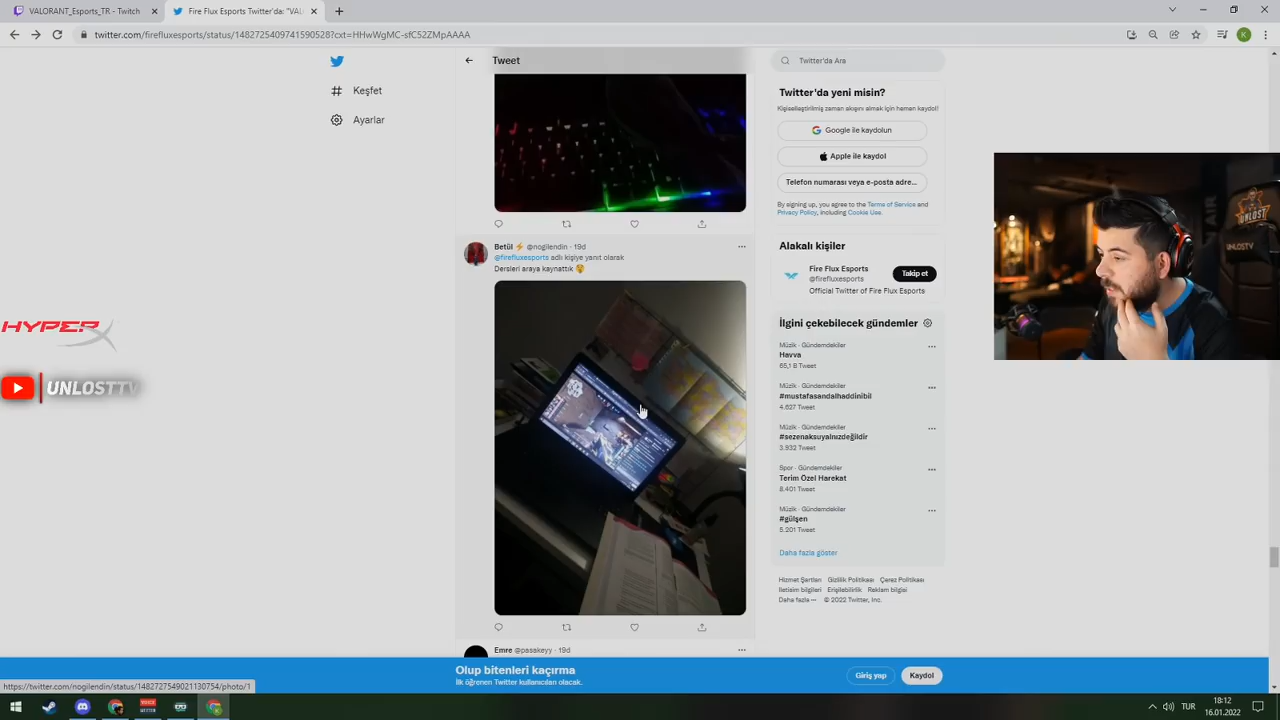 VALORANT_Esports_TR - Twitch
Fire Flux Esports Twitter'da: "VAL
twitter.com/firefluxesports/status/1482725409741590528?cxt=HHwWgMC-sfC52ZMpAAAA
K
Keşfet
Ayarlar
Tweet
Betül ⚡ @nogilendin · 19d
@firefluxesports adlı kişiye yanıt olarak
Dersleri araya kaynattık
Emre @pasakeyy · 19d
Twitter'da Ara
Twitter'da yeni misin?
Kişiselleştirilmiş zaman akışını almak için hemen kaydol!
Google ile kaydolun
Apple ile kaydol
Telefon numarası veya e-posta adre...
By signing up, you agree to the Terms of Service and
Privacy Policy, including Cookie Use.
Alakalı kişiler
Fire Flux Esports
@firefluxesports
Takip et
Official Twitter of Fire Flux Esports
İlgini çekebilecek gündemler
Müzik · Gündemdekiler
Havva
65,1 B Tweet
Müzik · Gündemdekiler
#mustafasandalhaddinibil
4.627 Tweet
Müzik · Gündemdekiler
#sezenaksuyalnızdeğildir
3.932 Tweet
Spor · Gündemdekiler
Terim Özel Harekat
8.401 Tweet
Müzik · Gündemdekiler
#gülşen
5.201 Tweet
Daha fazla göster
Hizmet Şartları Gizlilik Politikası Çerez Politikası
İletisim bilgileri Erişilebilirlik Reklam bilgisi
Daha fazla ··· © 2022 Twitter, Inc.
HYPERX
UNLOSTTV
UNLOST
UNLOSTV
Olup bitenleri kaçırma
İlk öğrenen Twitter kullanıcıları olacak.
Giriş yap
Kaydol
https://twitter.com/nogilendin/status/1482727549021130754/photo/1
TUR
18:12
16.01.2022